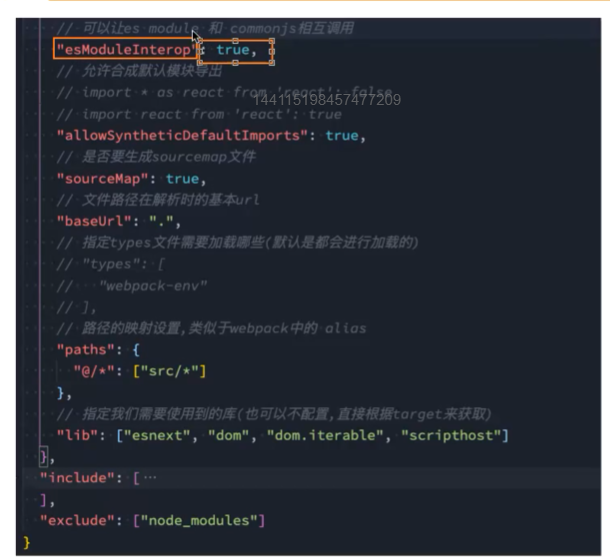 // 可以让es module 和 commonjs相互调用
"esModuleInterop": true,
// 允许合成默认模块导出
// import * as react from 'react': false
144115198457477209
// import react from 'react': true
"allowSyntheticDefaultImports": true,
// 是否要生成sourcemap文件
"sourceMap": true,
// 文件路径在解析时的基本url
"baseUrl": ".",
// 指定types文件需要加载哪些(默认是都会进行加载的)
// "types": [
//   "webpack-env"
// ],
// 路径的映射设置,类似于webpack中的 alias
"paths": {
"@/*": ["src/*"]
},
// 指定我们需要使用到的库(也可以不配置,直接根据target来获取)
"lib": ["esnext", "dom", "dom.iterable", "scripthost"]
},
"include": [ ···
],
"exclude": ["node_modules"]
}